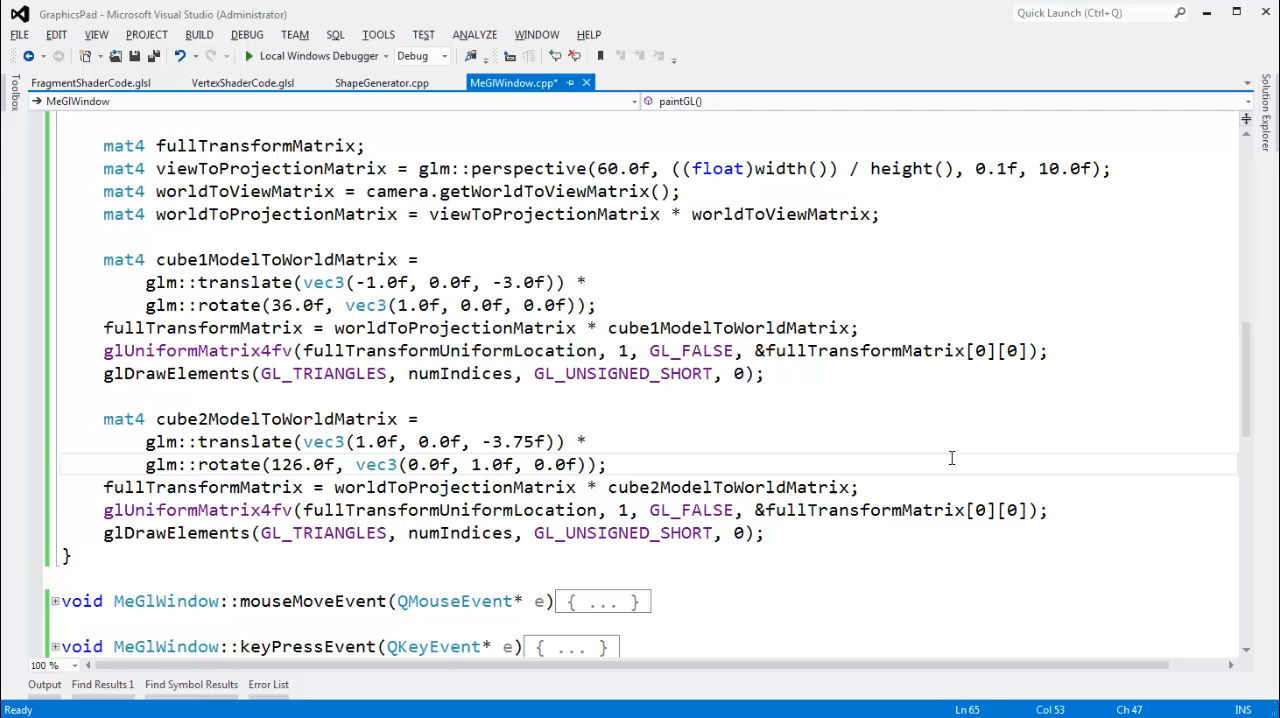 GraphicsPad - Microsoft Visual Studio (Administrator)
Quick Launch (Ctrl+Q)
FILE EDIT VIEW PROJECT BUILD DEBUG TEAM SQL TOOLS TEST ANALYZE WINDOW HELP
Local Windows Debugger Debug
Toolbox
FragmentShaderCode.glsl VertexShaderCode.glsl ShapeGenerator.cpp MeGlWindow.cpp*
Solution Explorer
MeGlWindow paintGL()
mat4 fullTransformMatrix;
mat4 viewToProjectionMatrix = glm::perspective(60.0f, ((float)width()) / height(), 0.1f, 10.0f);
mat4 worldToViewMatrix = camera.getWorldToViewMatrix();
mat4 worldToProjectionMatrix = viewToProjectionMatrix * worldToViewMatrix;
mat4 cube1ModelToWorldMatrix =
glm::translate(vec3(-1.0f, 0.0f, -3.0f)) *
glm::rotate(36.0f, vec3(1.0f, 0.0f, 0.0f));
fullTransformMatrix = worldToProjectionMatrix * cube1ModelToWorldMatrix;
glUniformMatrix4fv(fullTransformUniformLocation, 1, GL_FALSE, &fullTransformMatrix[0][0]);
glDrawElements(GL_TRIANGLES, numIndices, GL_UNSIGNED_SHORT, 0);
mat4 cube2ModelToWorldMatrix =
glm::translate(vec3(1.0f, 0.0f, -3.75f)) *
glm::rotate(126.0f, vec3(0.0f, 1.0f, 0.0f));
fullTransformMatrix = worldToProjectionMatrix * cube2ModelToWorldMatrix;
glUniformMatrix4fv(fullTransformUniformLocation, 1, GL_FALSE, &fullTransformMatrix[0][0]);
glDrawElements(GL_TRIANGLES, numIndices, GL_UNSIGNED_SHORT, 0);
}
void MeGlWindow::mouseMoveEvent(QMouseEvent* e){ ... }
void MeGlWindow::keyPressEvent(QKeyEvent* e){ ... }
100 %
Output Find Results 1 Find Symbol Results Error List
Ready Ln 65 Col 53 Ch 47 INS